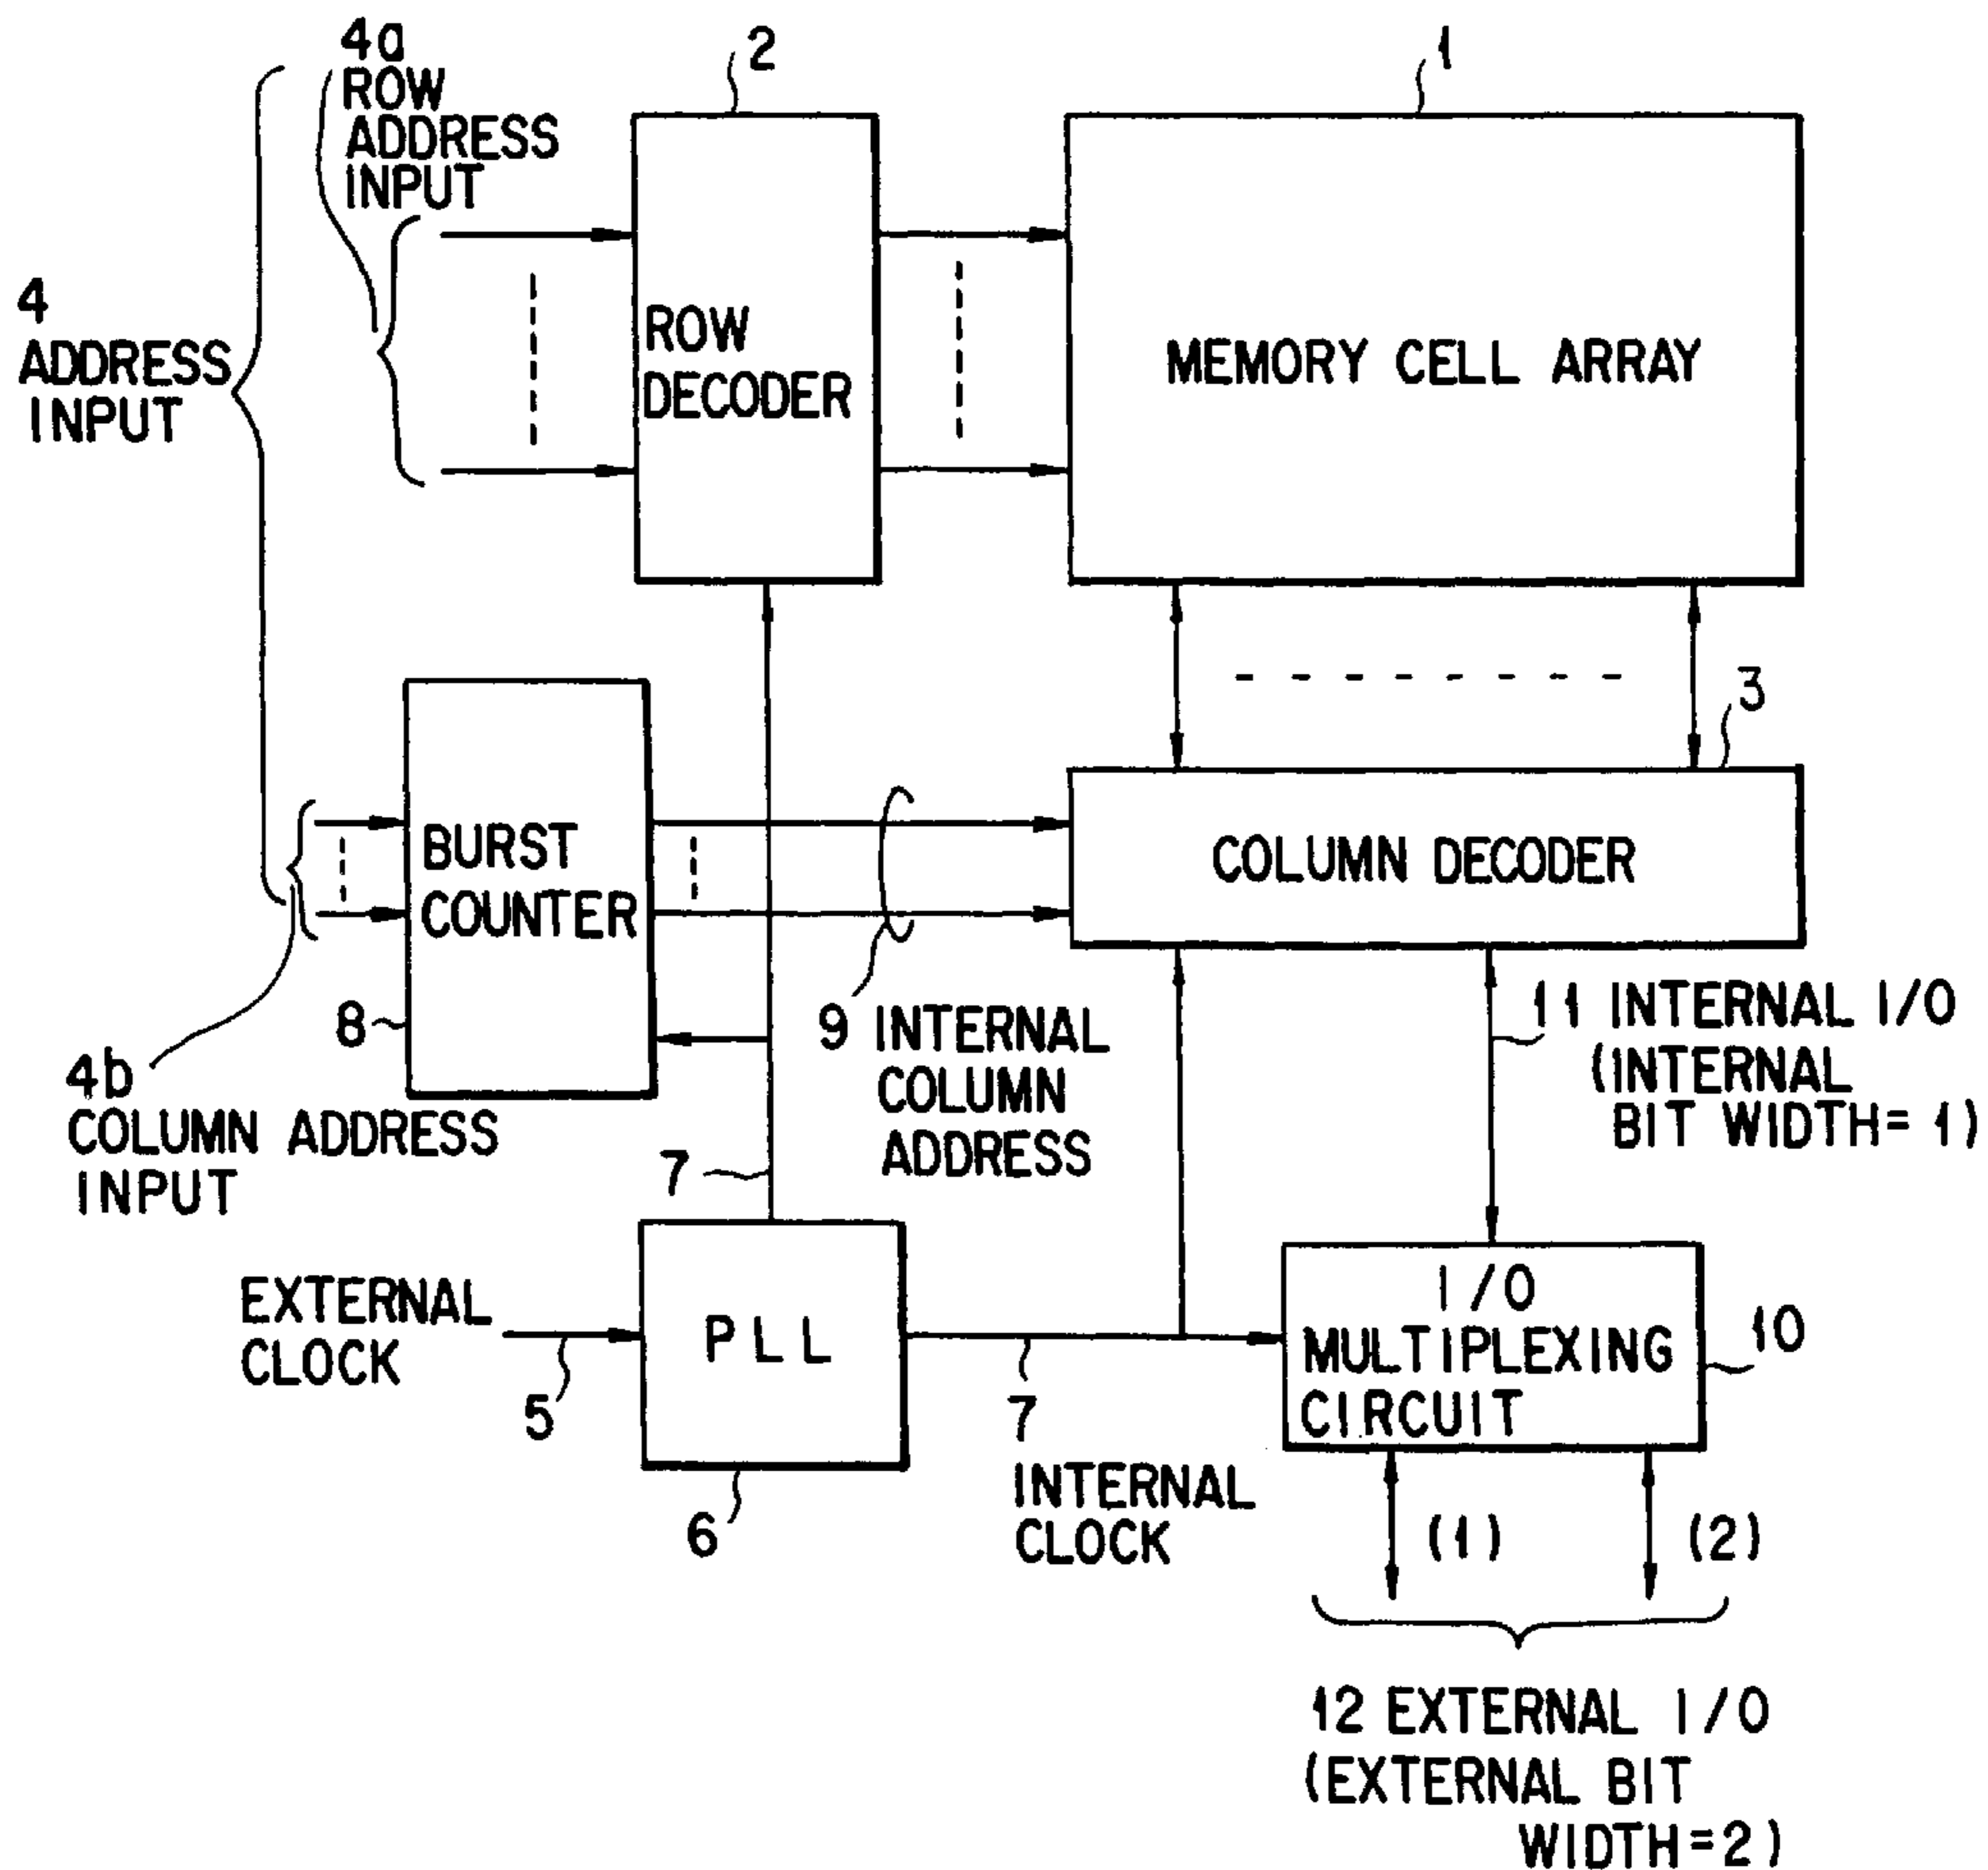 4a
ROW
ADDRESS
INPUT
2
1
4
ADDRESS
INPUT
ROW
DECODER
MEMORY CELL ARRAY
3
BURST
COUNTER
COLUMN DECODER
8
9 INTERNAL
COLUMN
ADDRESS
11 INTERNAL I/O
(INTERNAL
BIT WIDTH=1)
4b
COLUMN ADDRESS
INPUT
7
EXTERNAL
CLOCK
5
PLL
6
7
INTERNAL
CLOCK
I/O
MULTIPLEXING
CIRCUIT
10
(1)
(2)
12 EXTERNAL I/O
(EXTERNAL BIT
WIDTH=2)